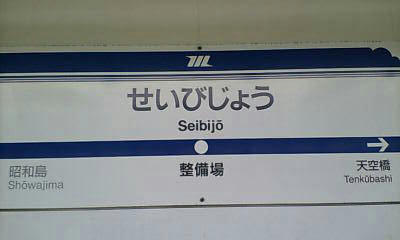 せいびじょう
Seibijō
昭和島
Shōwajima
整備場
天空橋
Tenkūbashi